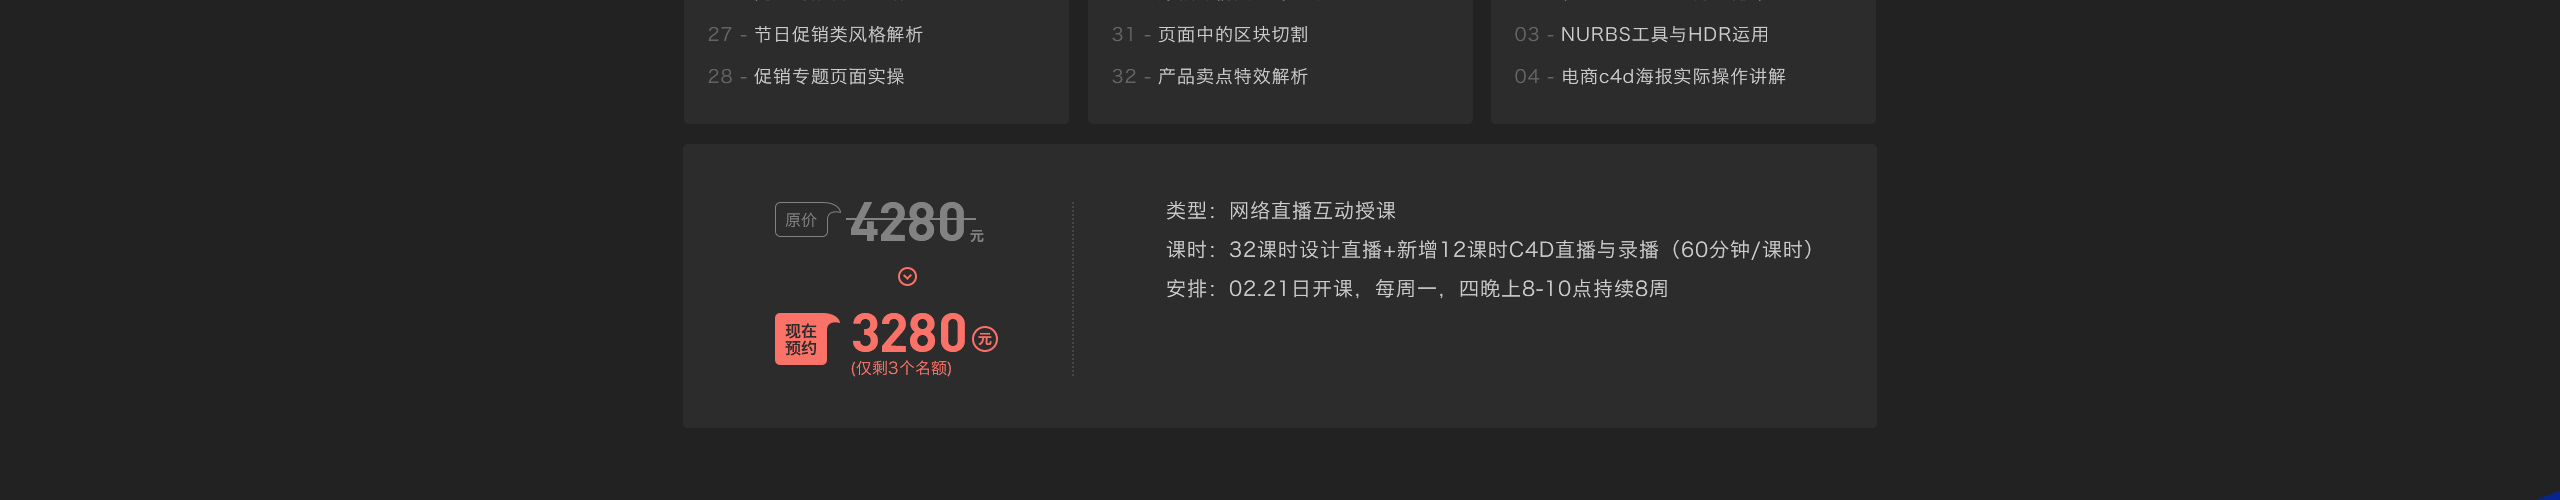 27 - 节日促销类风格解析
28 - 促销专题页面实操
31 - 页面中的区块切割
32 - 产品卖点特效解析
03 - NURBS工具与HDR运用
04 - 电商c4d海报实际操作讲解
原价 4280元
现在预约 3280元
(仅剩3个名额)
类型：网络直播互动授课
课时：32课时设计直播+新增12课时C4D直播与录播（60分钟/课时）
安排：02.21日开课，每周一，四晚上8-10点持续8周